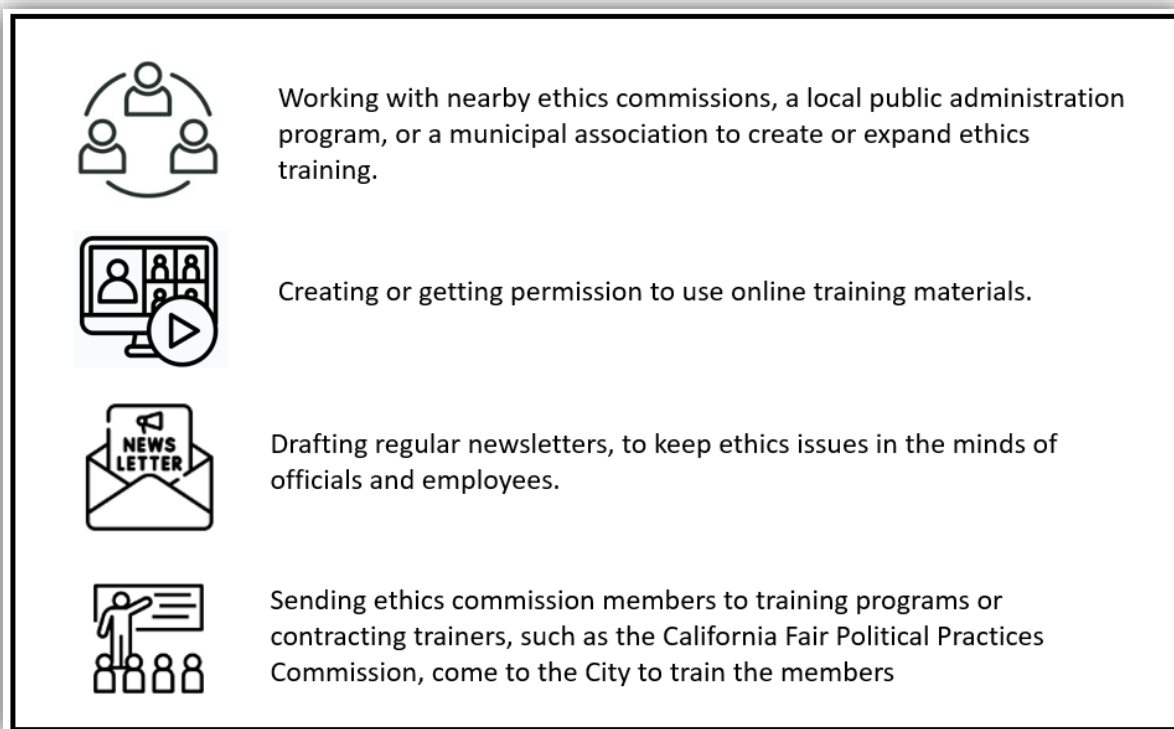 Working with nearby ethics commissions, a local public administration
program, or a municipal association to create or expand ethics
training.
Creating or getting permission to use online training materials.
NEWS
LETTER
Drafting regular newsletters, to keep ethics issues in the minds of
officials and employees.
Sending ethics commission members to training programs or
contracting trainers, such as the California Fair Political Practices
Commission, come to the City to train the members